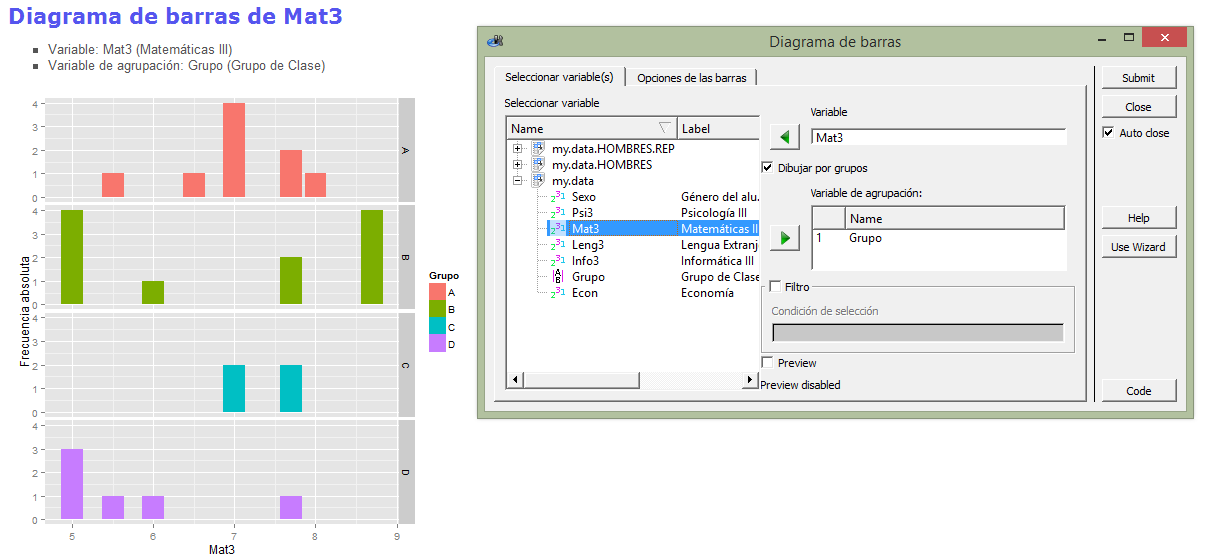 Diagrama de barras de Mat3
Variable: Mat3 (Matemáticas III)
Variable de agrupación: Grupo (Grupo de Clase)
4
3
2
1
0
A
4
3
2
1
0
B
4
3
2
1
0
C
4
3
2
1
0
D
Frecuencia absoluta
5 6 7 8 9
Mat3
Grupo
A
B
C
D
Diagrama de barras
Seleccionar variable(s) Opciones de las barras
Seleccionar variable
Name Label
my.data.HOMBRES.REP
my.data.HOMBRES
my.data
Sexo Género del alu.
Psi3 Psicología III
Mat3 Matemáticas II
Leng3 Lengua Extranj
Info3 Informática III
Grupo Grupo de Clase
Econ Economía
Variable
Mat3
Dibujar por grupos
Variable de agrupación:
Name
1 Grupo
Filtro
Condición de selección
Preview
Preview disabled
Submit
Close
Auto close
Help
Use Wizard
Code